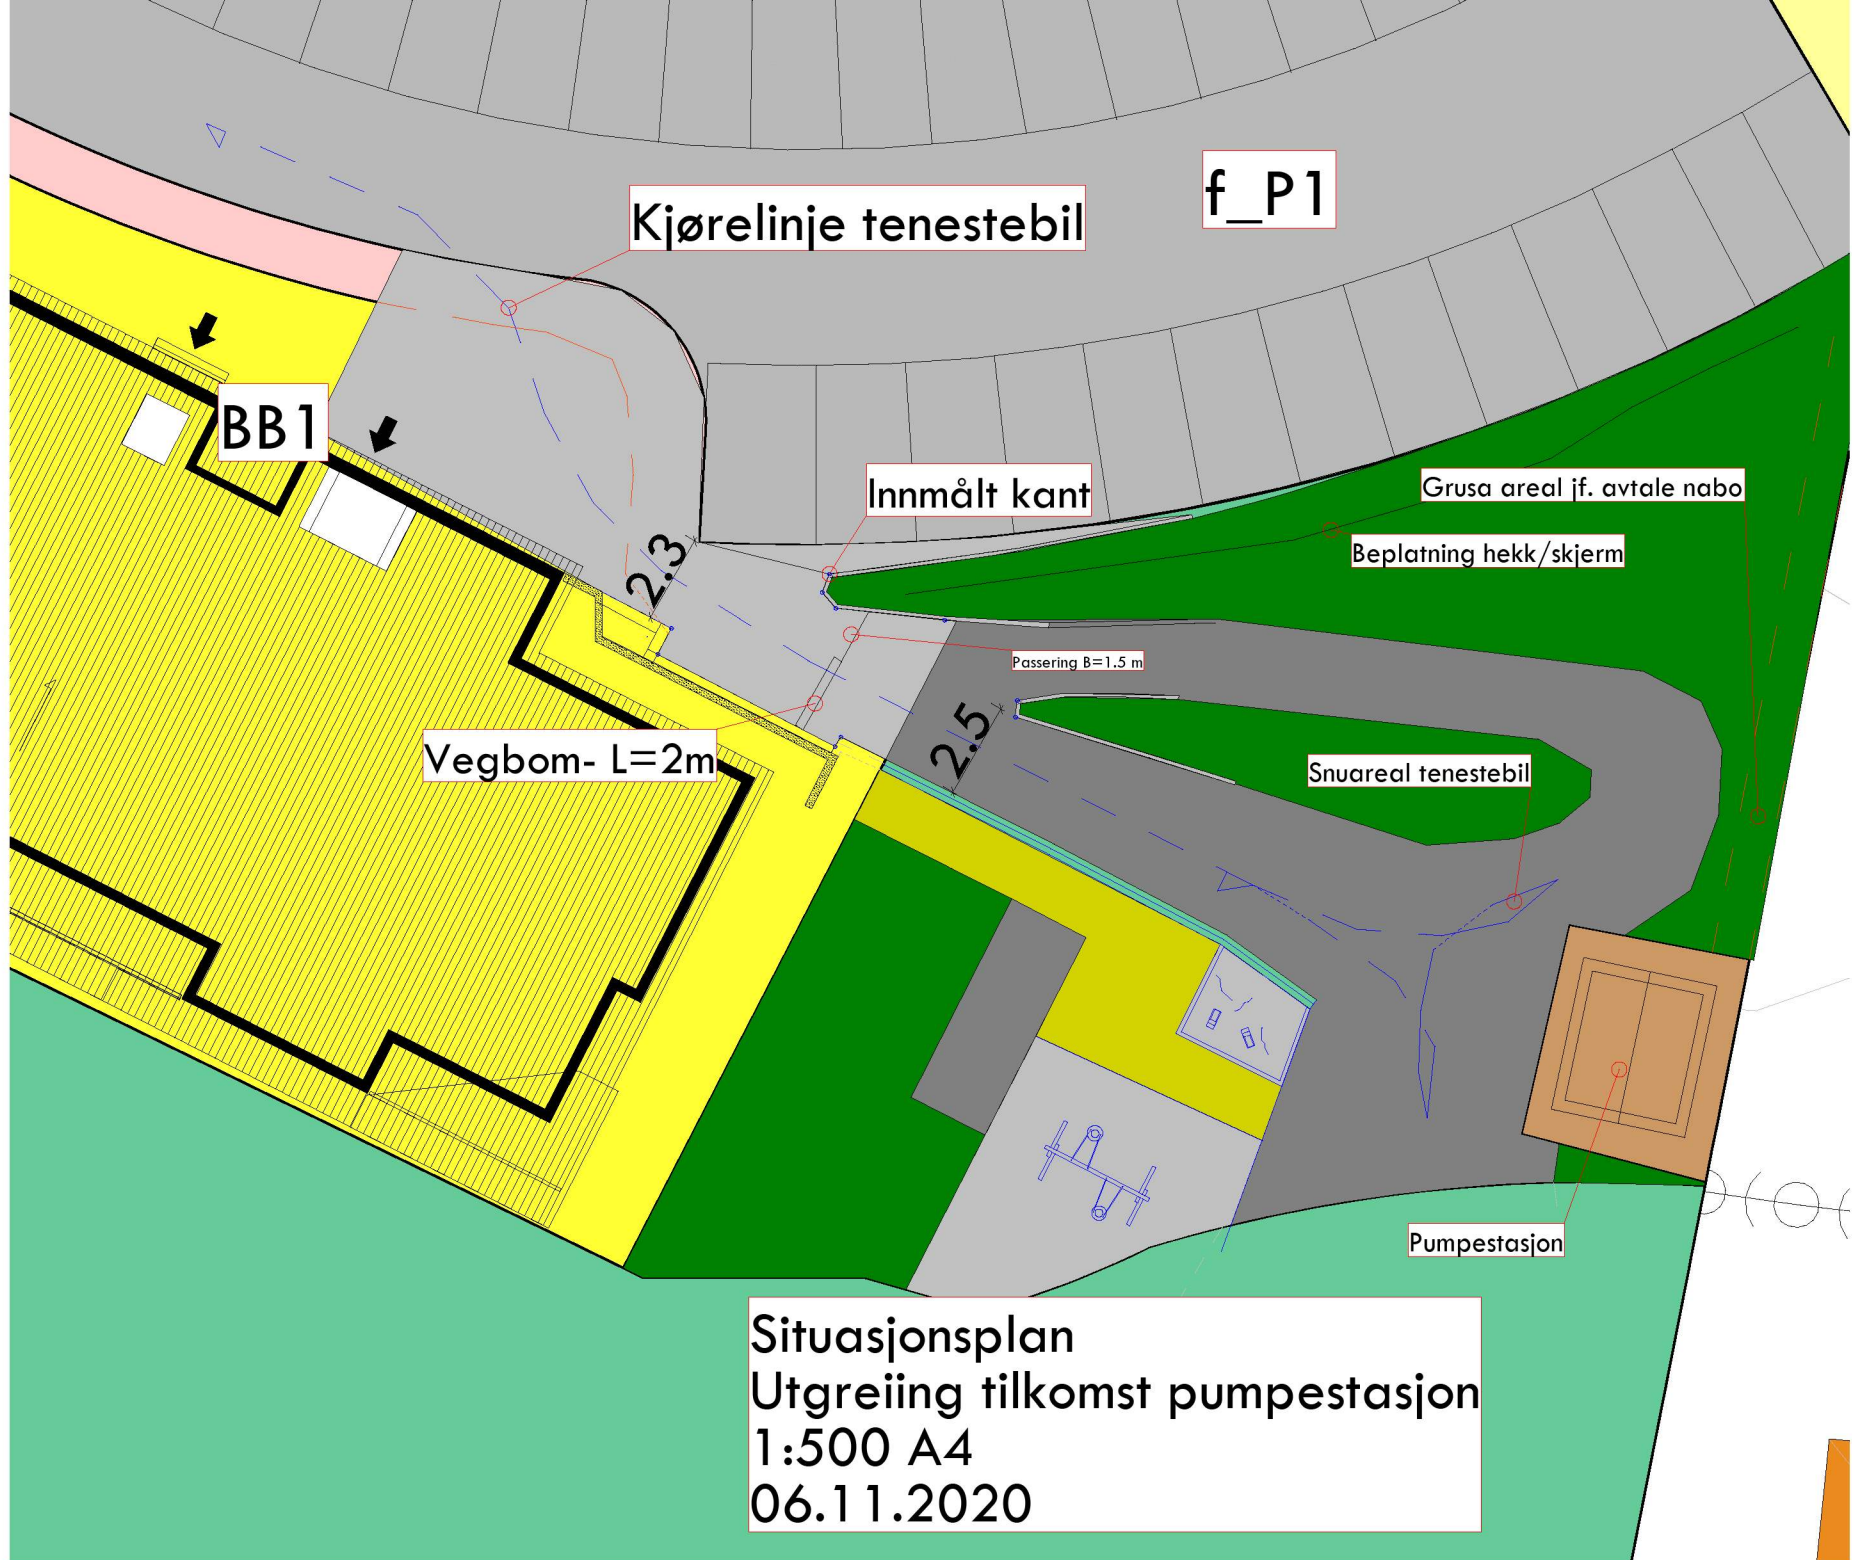 f_P1
Kjørelinje tenestebil
BB1
Innmålt kant
Grusa areal jf. avtale nabo
Beplatning hekk/skjerm
2.3
Passering B=1.5 m
Vegbom- L=2m
2.5
Snuareal tenestebil
Pumpestasjon
Situasjonsplan
Utgreiing tilkomst pumpestasjon
1:500 A4
06.11.2020